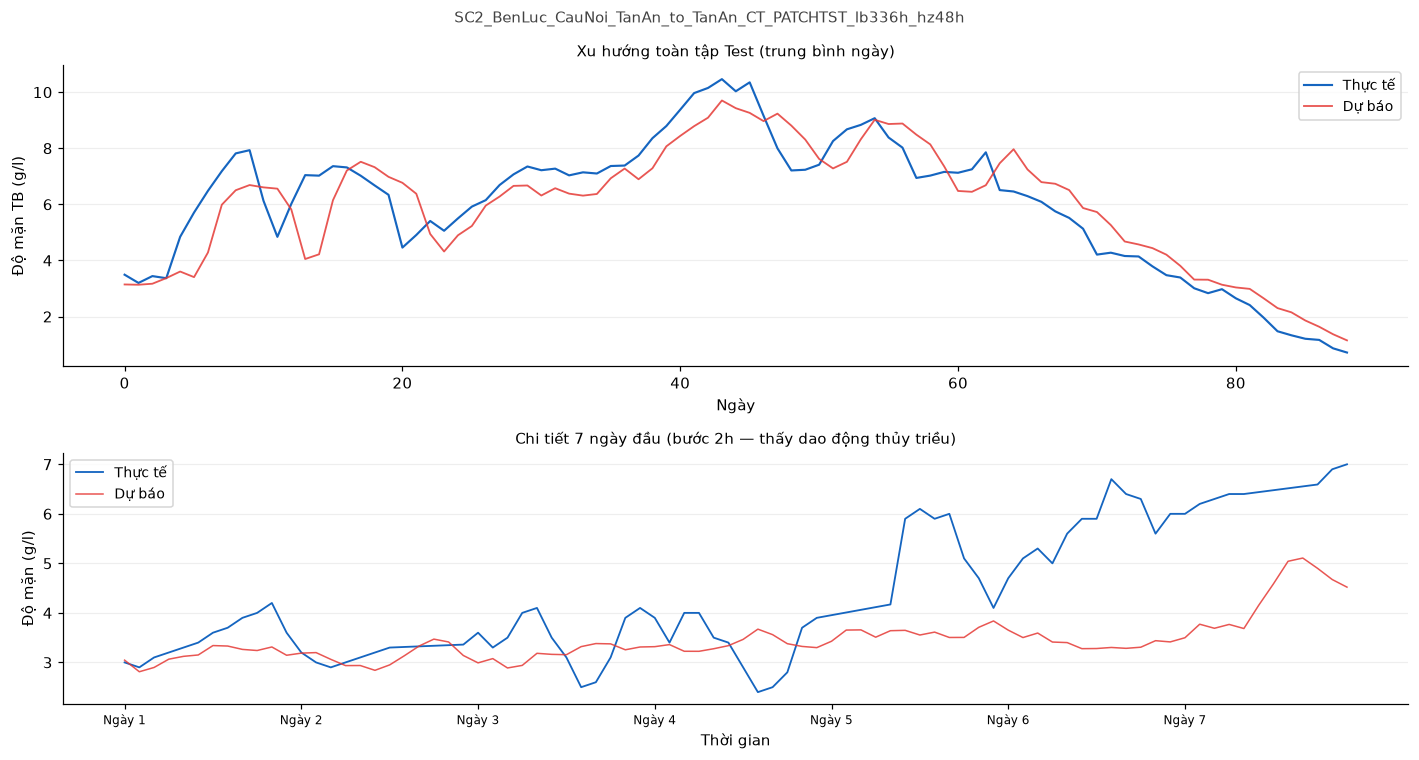 SC2_BenLuc_CauNoi_TanAn_to_TanAn_CT_PATCHTST_lb336h_hz48h
Xu hướng toàn tập Test (trung bình ngày)
Độ mặn TB (g/l)
10
8
6
4
2
Thực tế
Dự báo
0 20 40 60 80
Ngày
Chi tiết 7 ngày đầu (bước 2h — thấy dao động thủy triều)
Độ mặn (g/l)
7
6
5
4
3
Thực tế
Dự báo
Ngày 1 Ngày 2 Ngày 3 Ngày 4 Ngày 5 Ngày 6 Ngày 7
Thời gian